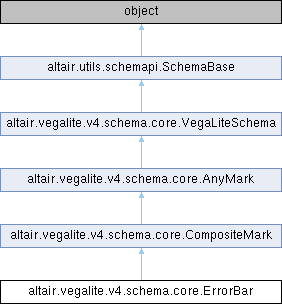 object
altair.utils.schemapi.SchemaBase
altair.vegalite.v4.schema.core.VegaLiteSchema
altair.vegalite.v4.schema.core.AnyMark
altair.vegalite.v4.schema.core.CompositeMark
altair.vegalite.v4.schema.core.ErrorBar